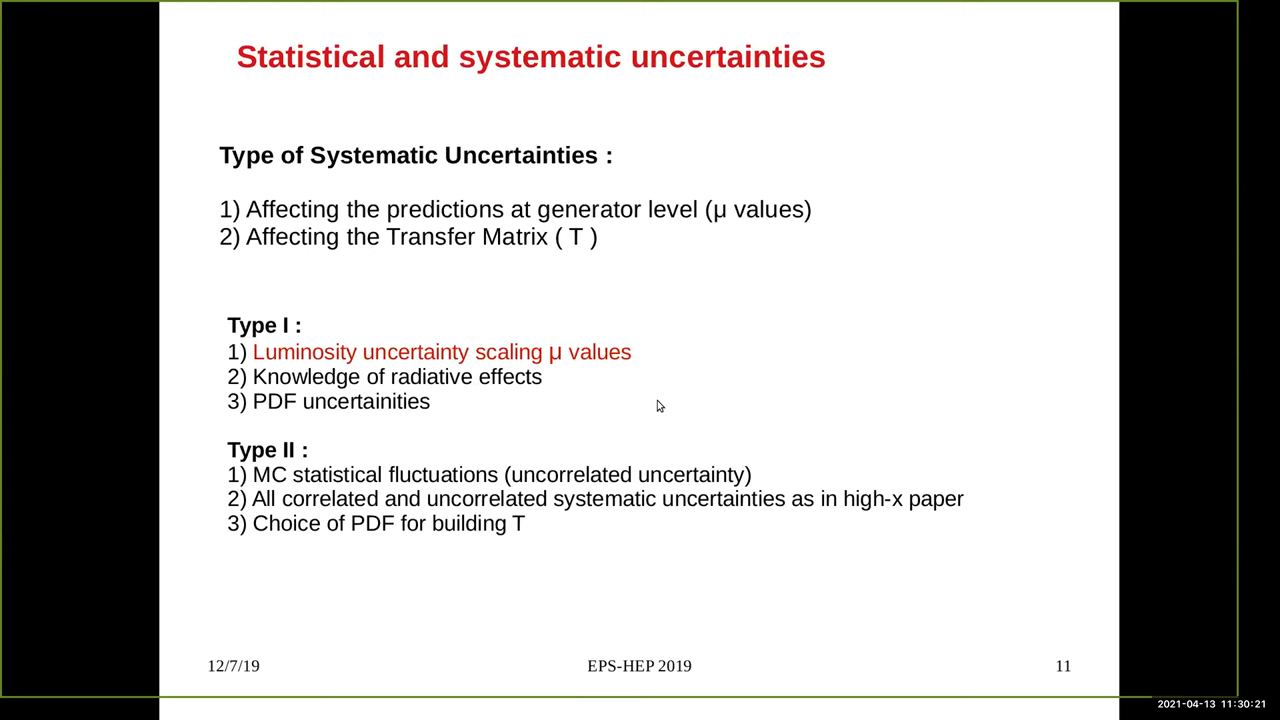 Statistical and systematic uncertainties
Type of Systematic Uncertainties :
1) Affecting the predictions at generator level (μ values)
2) Affecting the Transfer Matrix ( T )
Type I :
1) Luminosity uncertainty scaling μ values
2) Knowledge of radiative effects
3) PDF uncertainities
Type II :
1) MC statistical fluctuations (uncorrelated uncertainty)
2) All correlated and uncorrelated systematic uncertainties as in high-x paper
3) Choice of PDF for building T
12/7/19
EPS-HEP 2019
11
2021-04-13 11:30:21